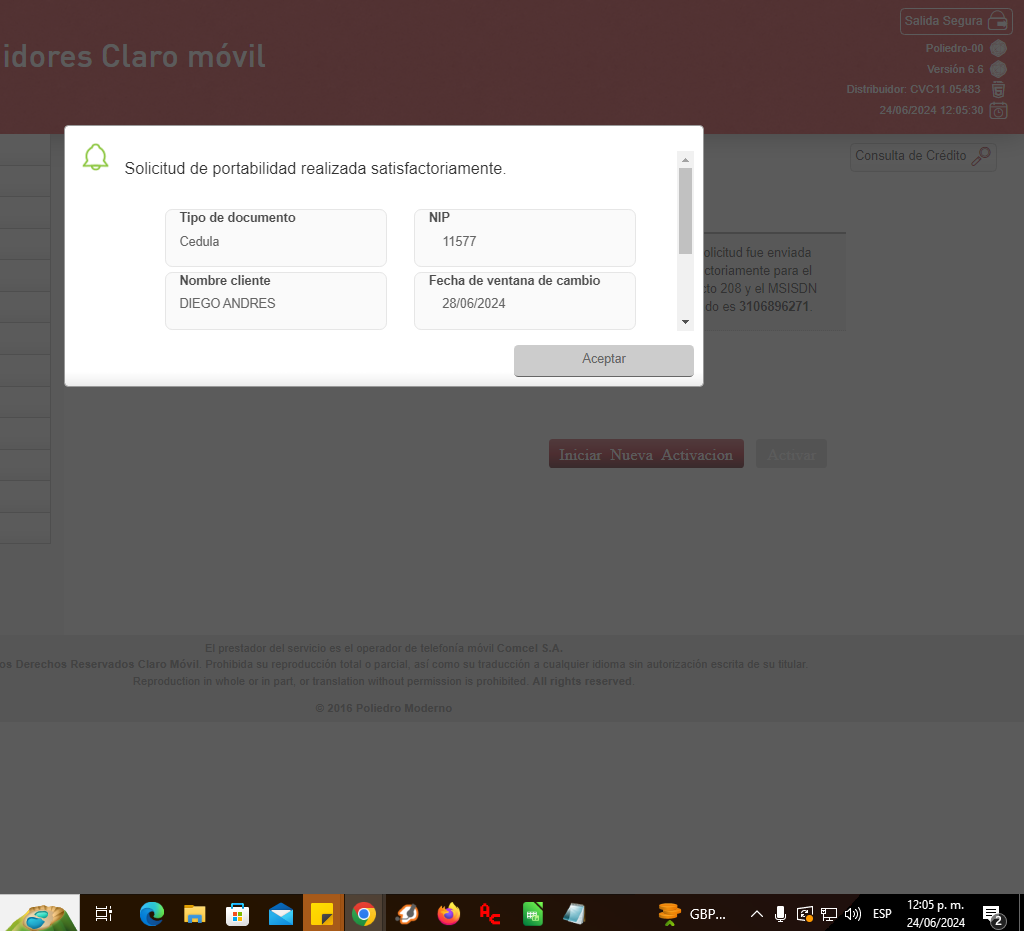 Salida Segura
idores Claro móvil
Poliedro-00
Versión 6.6
Distribuidor: CVC11.05483
24/06/2024 12:05:30
Consulta de Crédito
Solicitud de portabilidad realizada satisfactoriamente.
Tipo de documento
Cedula
NIP
11577
Nombre cliente
DIEGO ANDRES
Fecha de ventana de cambio
28/06/2024
Aceptar
olicitud fue enviada
ctoriamente para el
cto 208 y el MSISDN
do es 3106896271.
Iniciar Nueva Activacion
Activar
El prestador del servicio es el operador de telefonía móvil Comcel S.A.
os Derechos Reservados Claro Móvil. Prohibida su reproducción total o parcial, así como su traducción a cualquier idioma sin autorización escrita de su titular.
Reproduction in whole or in part, or translation without permission is prohibited. All rights reserved.
© 2016 Poliedro Moderno
GBP...
ESP
12:05 p. m.
24/06/2024
2